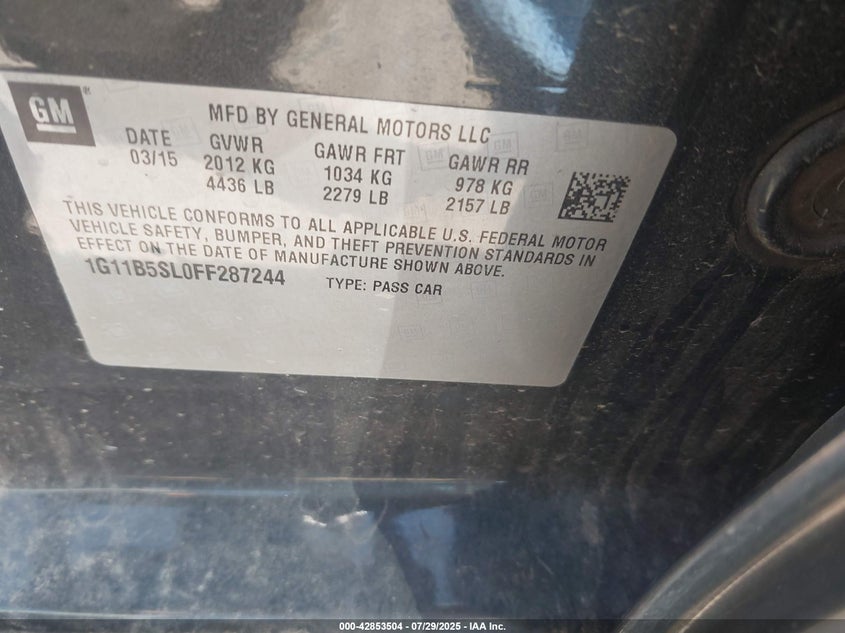 GM
MFD BY GENERAL MOTORS LLC
DATE GVWR GAWR FRT GAWR RR
03/15 2012 KG 1034 KG 978 KG
4436 LB 2279 LB 2157 LB
THIS VEHICLE CONFORMS TO ALL APPLICABLE U.S. FEDERAL MOTOR
VEHICLE SAFETY, BUMPER, AND THEFT PREVENTION STANDARDS IN
EFFECT ON THE DATE OF MANUFACTURE SHOWN ABOVE.
1G11B5SL0FF287244 TYPE: PASS CAR
000-42853504 / 07/29/2025 - IAA Inc.